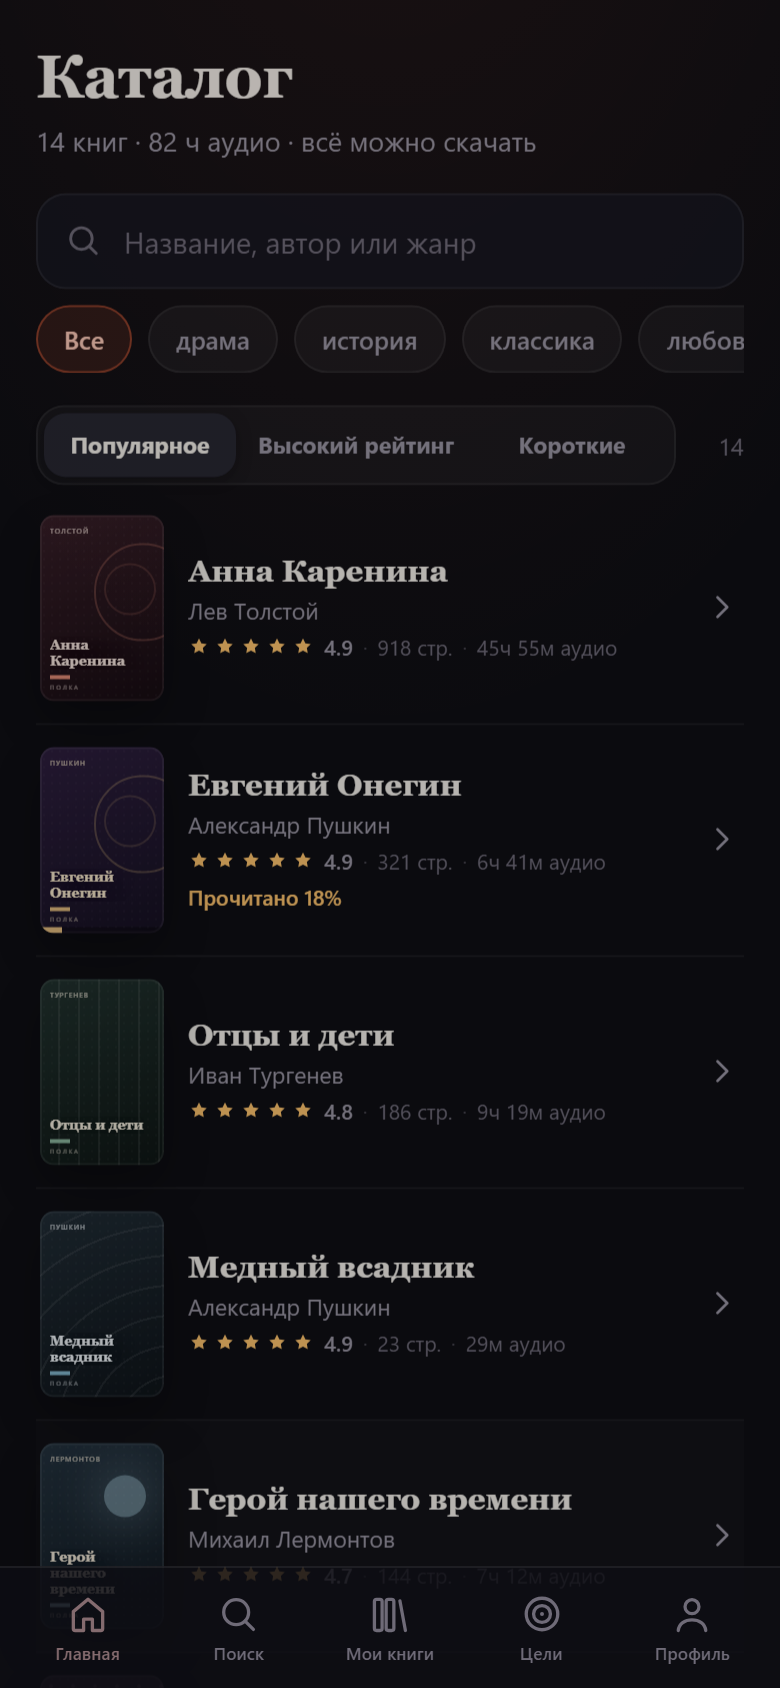 Каталог
14 книг · 82 ч аудио · всё можно скачать
Название, автор или жанр
Все драма история классика любов
Популярное Высокий рейтинг Короткие 14
ТОЛСТОЙ
Анна
Каренина
ПОЛКА
Анна Каренина
Лев Толстой
4.9 · 918 стр. · 45ч 55м аудио
ПУШКИН
Евгений
Онегин
ПОЛКА
Евгений Онегин
Александр Пушкин
4.9 · 321 стр. · 6ч 41м аудио
Прочитано 18%
ТУРГЕНЕВ
Отцы и дети
ПОЛКА
Отцы и дети
Иван Тургенев
4.8 · 186 стр. · 9ч 19м аудио
ПУШКИН
Медный
всадник
ПОЛКА
Медный всадник
Александр Пушкин
4.9 · 23 стр. · 29м аудио
ЛЕРМОНТОВ
Герой
нашего
времени
Герой нашего времени
Михаил Лермонтов
4.7 · 144 стр. · 7ч 12м аудио
Главная Поиск Мои книги Цели Профиль